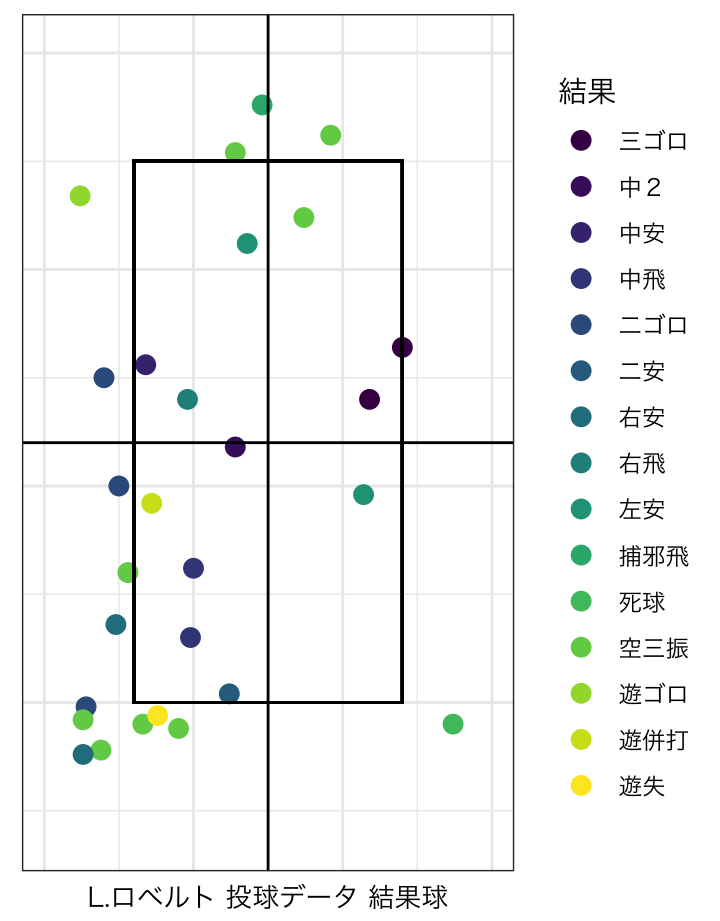 結果
三ゴロ
中２
中安
中飛
二ゴロ
二安
右安
右飛
左安
捕邪飛
死球
空三振
遊ゴロ
遊併打
遊失
L.ロベルト 投球データ 結果球